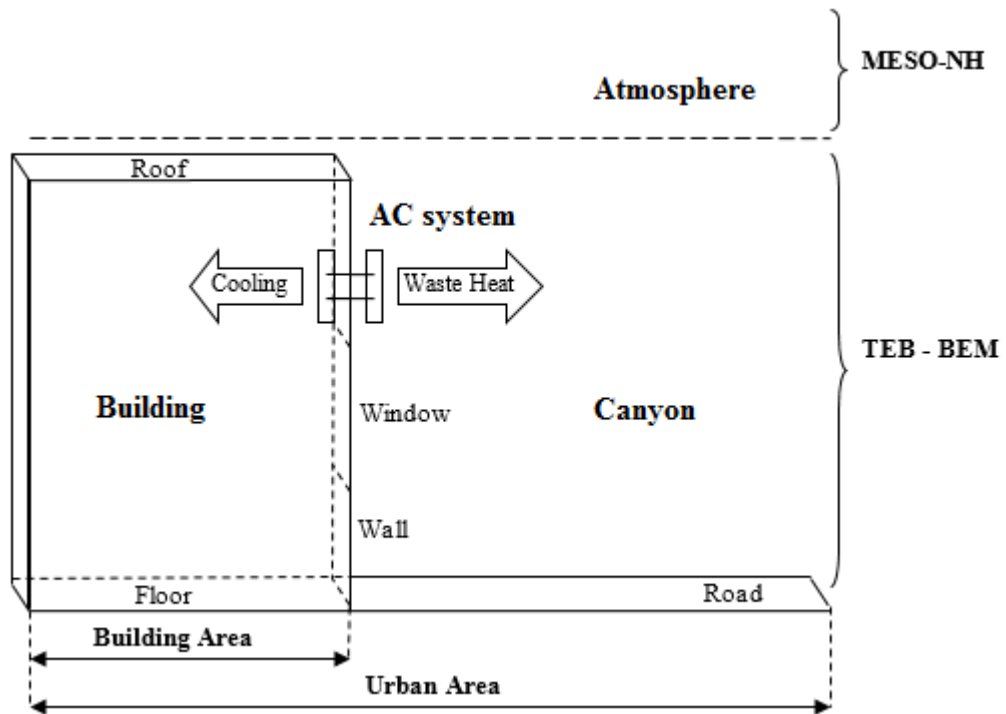 MESO-NH
Atmosphere
Roof
AC system
Cooling
Waste Heat
TEB - BEM
Building
Window
Canyon
Wall
Floor
Road
Building Area
Urban Area